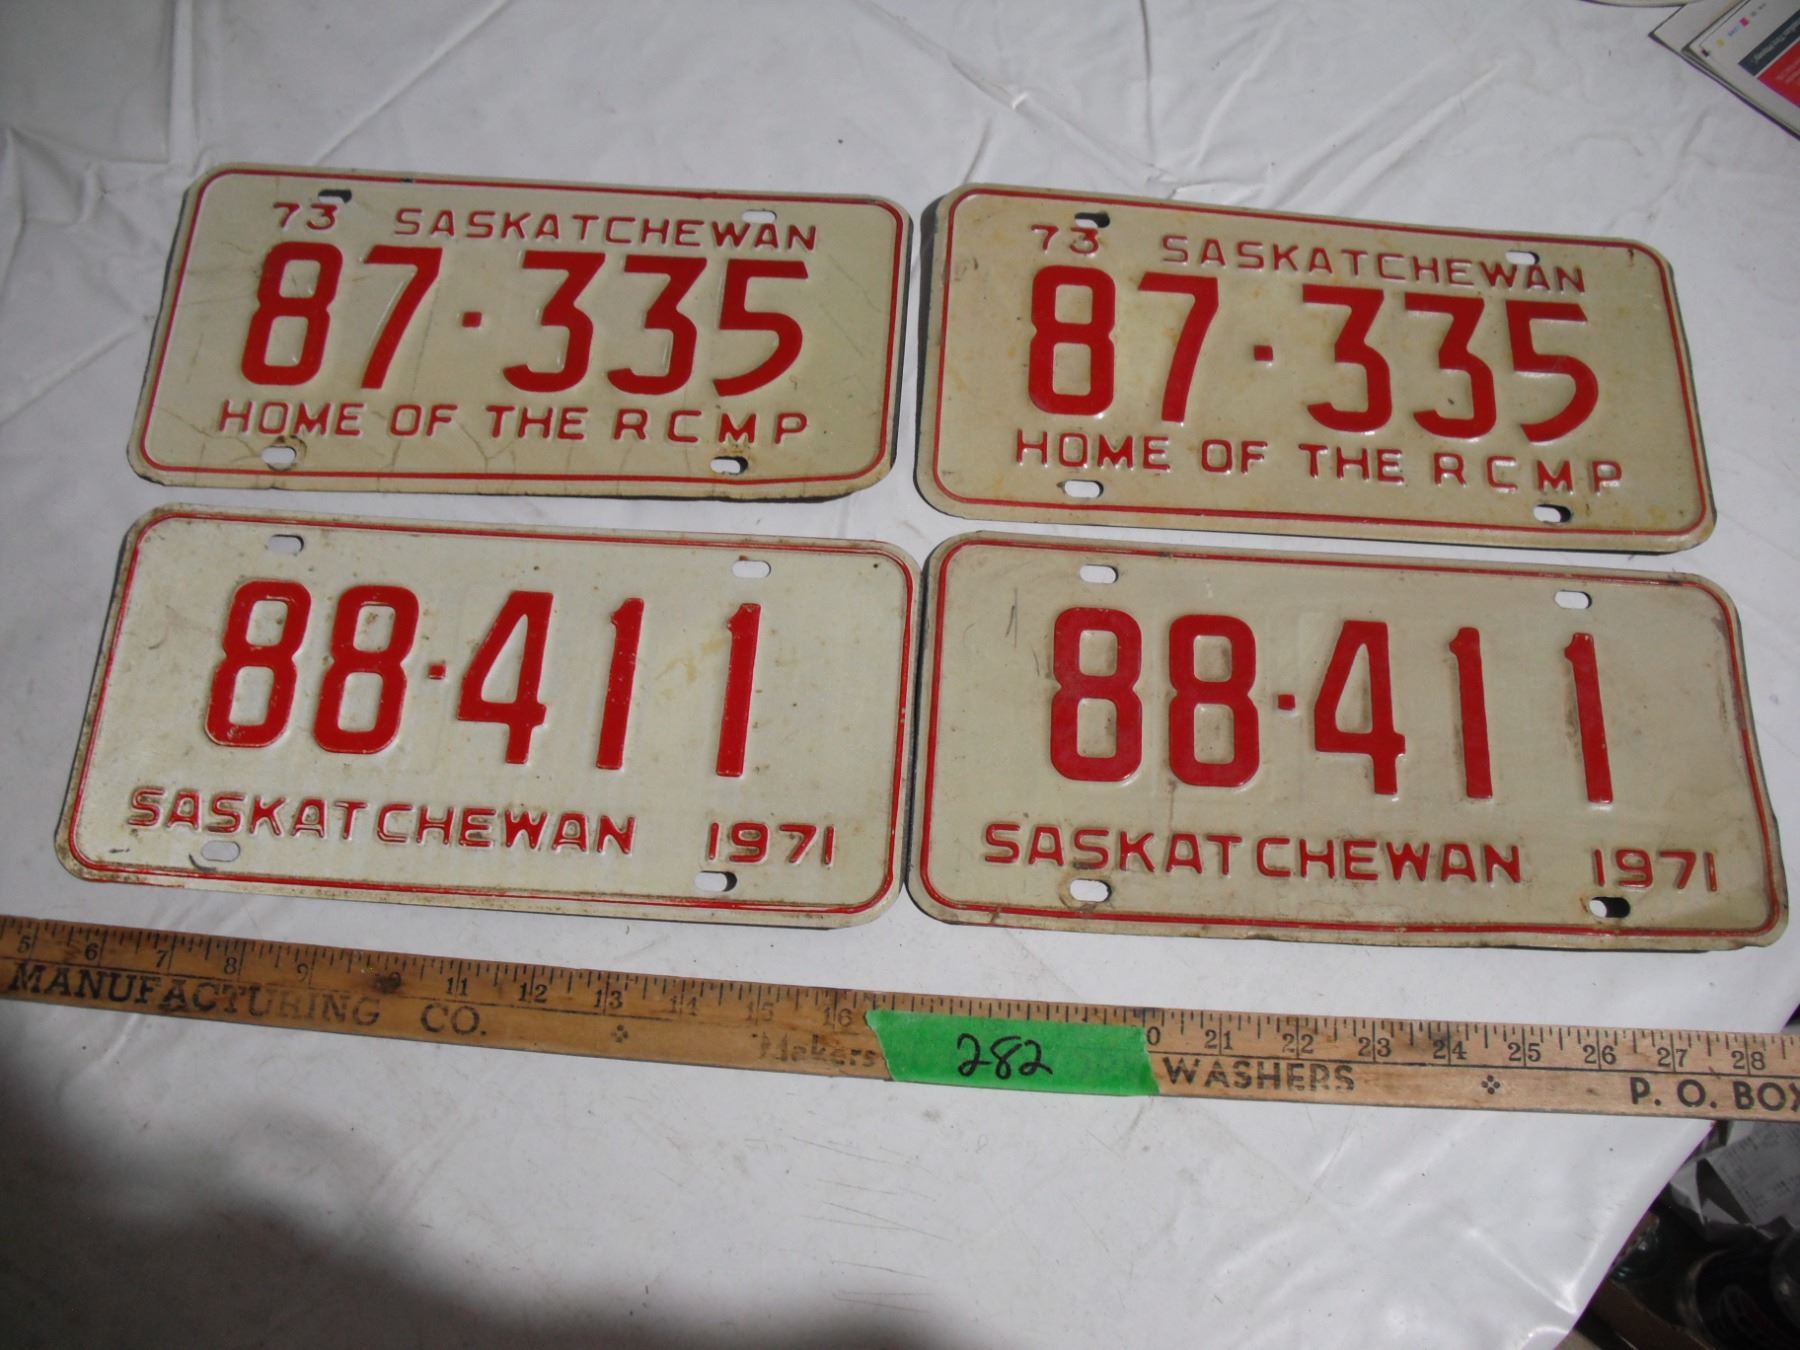 73 SASKATCHEWAN
87·335
HOME OF THE RCMP
73 SASKATCHEWAN
87·335
HOME OF THE RCMP
88·411
SASKATCHEWAN 1971
88·411
SASKATCHEWAN 1971
5 6 7 8 9 11 12 13 14 15 16 0 21 22 23 24 25 26 27 28
MANUFACTURING CO. Makers WASHERS P. O. BOX
282